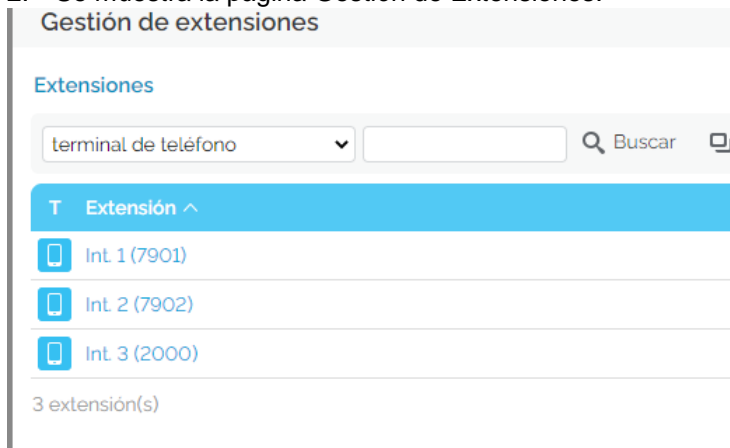 Gestión de extensiones
Extensiones
terminal de teléfono
Buscar
T Extensión
Int. 1 (7901)
Int. 2 (7902)
Int. 3 (2000)
3 extensión(s)